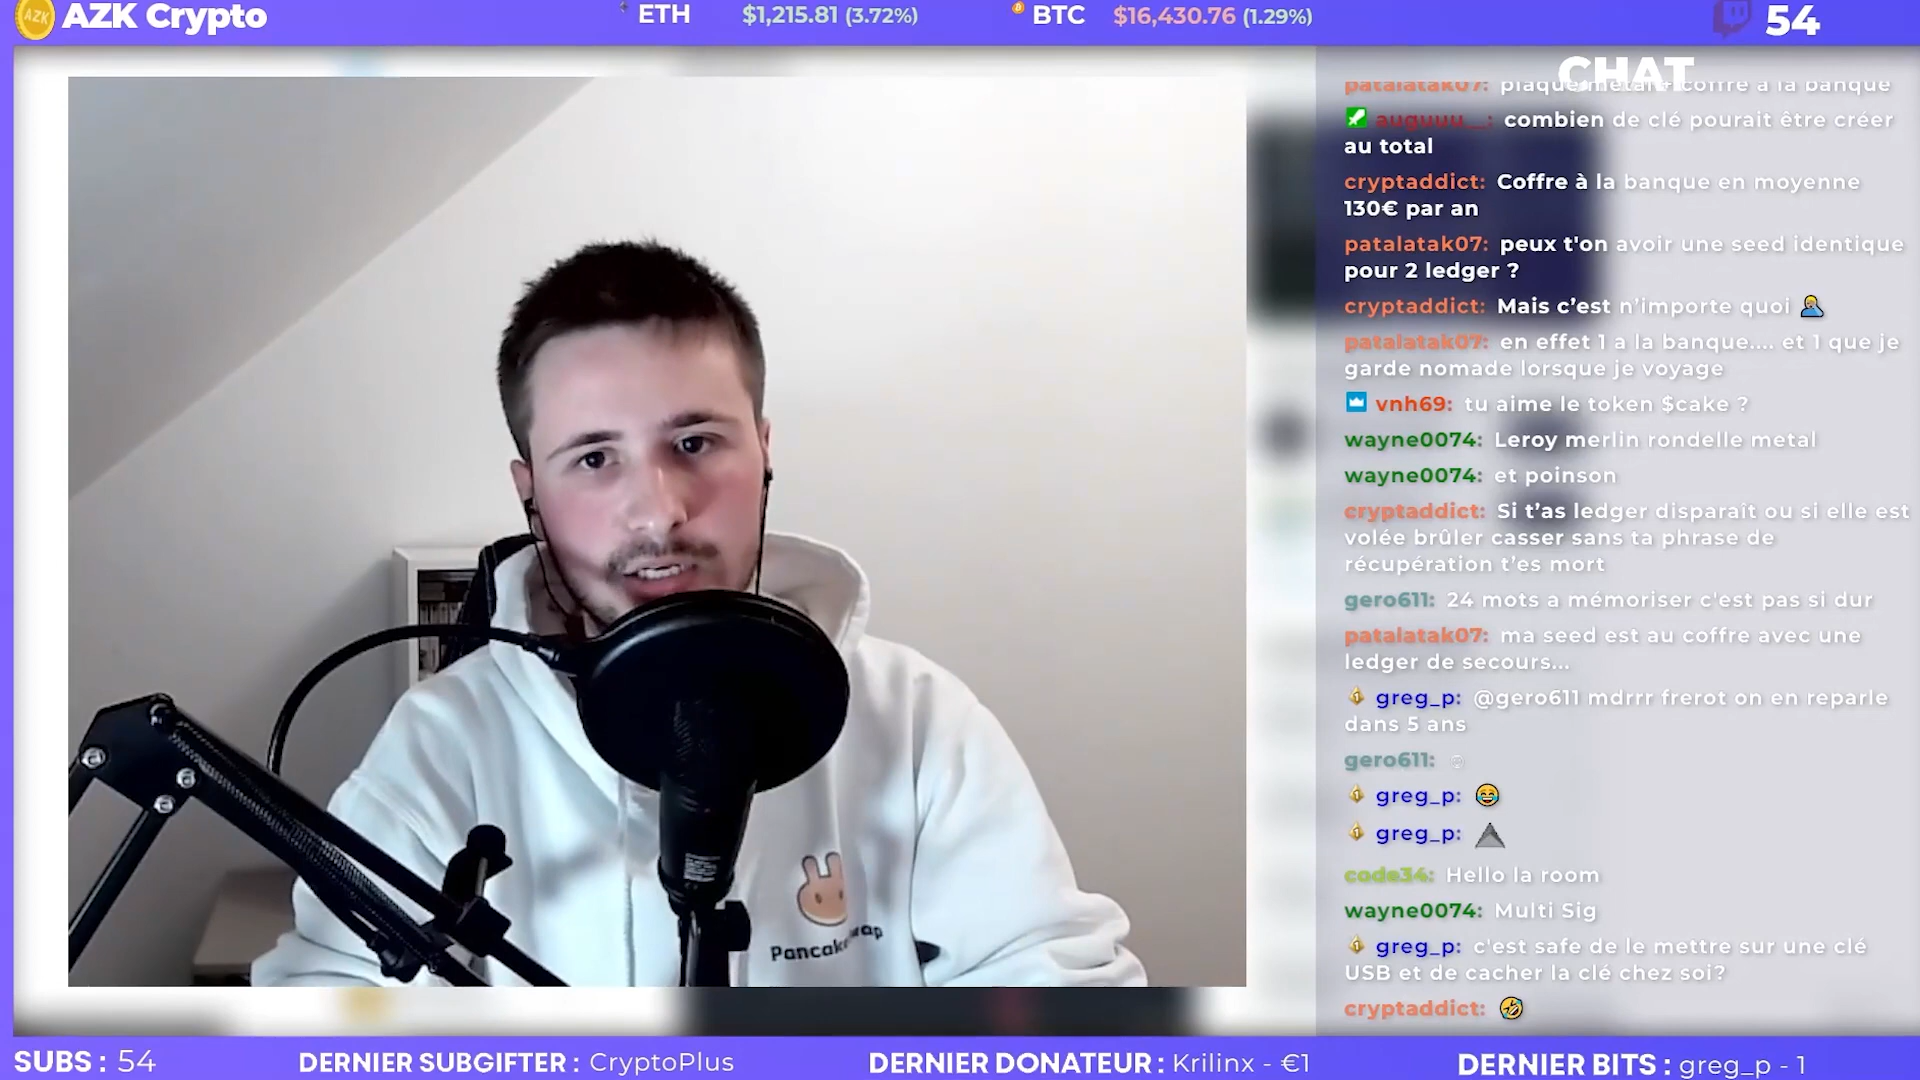 AZK AZK Crypto ETH $1,215.81 (3.72%) BTC $16,430.76 (1.29%) 54
CHAT
patalatak07: plaque metal + coffre a la banque
auguuu__: combien de clé pourait être créer
au total
cryptaddict: Coffre à la banque en moyenne
130€ par an
patalatak07: peux t'on avoir une seed identique
pour 2 ledger ?
cryptaddict: Mais c’est n’importe quoi
patalatak07: en effet 1 a la banque.... et 1 que je
garde nomade lorsque je voyage
vnh69: tu aime le token $cake ?
wayne0074: Leroy merlin rondelle metal
wayne0074: et poinson
cryptaddict: Si t’as ledger disparaît ou si elle est
volée brûler casser sans ta phrase de
récupération t’es mort
gero611: 24 mots a mémoriser c'est pas si dur
patalatak07: ma seed est au coffre avec une
ledger de secours...
greg_p: @gero611 mdrrr frerot on en reparle
dans 5 ans
gero611:
greg_p:
greg_p:
code34: Hello la room
wayne0074: Multi Sig
greg_p: c'est safe de le mettre sur une clé
USB et de cacher la clé chez soi?
cryptaddict:
SUBS : 54 DERNIER SUBGIFTER : CryptoPlus DERNIER DONATEUR : Krilinx - €1 DERNIER BITS : greg_p - 1